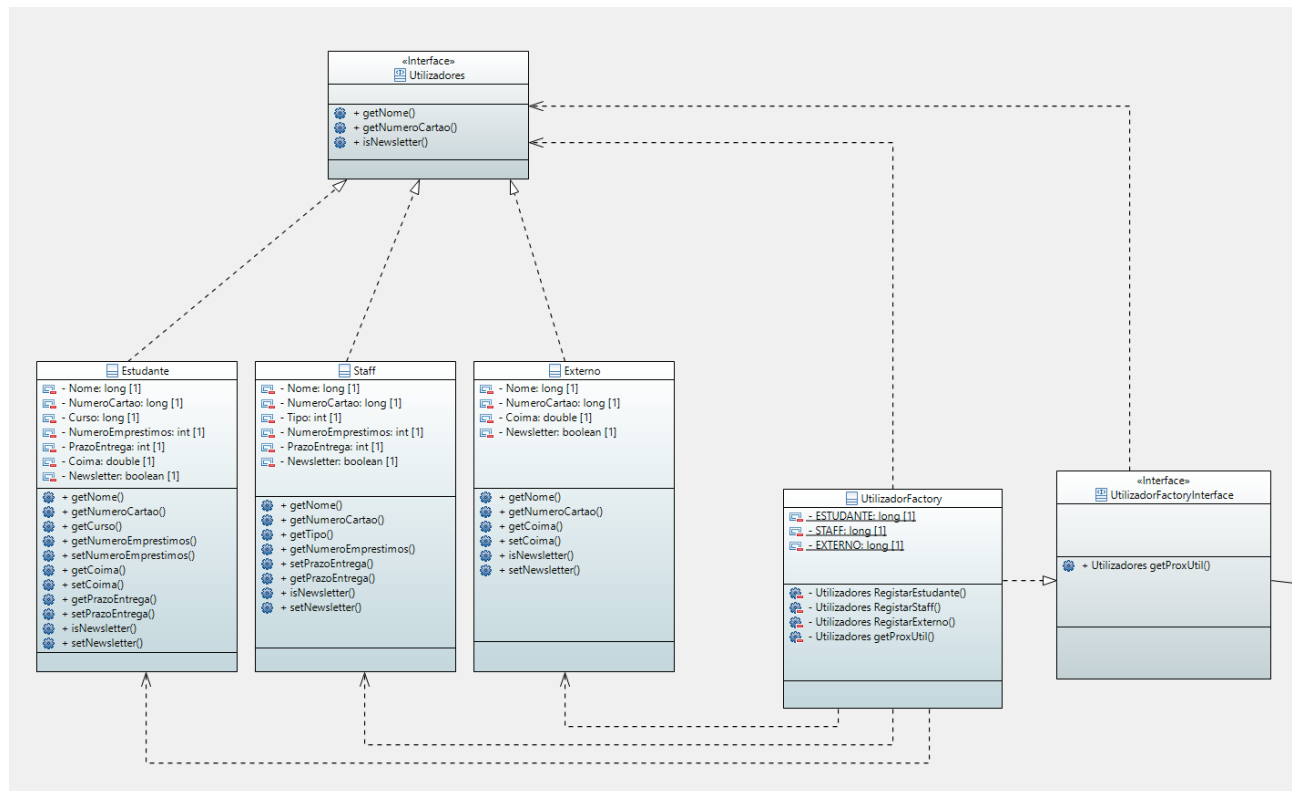 «Interface»
Utilizadores
+ getNome()
+ getNumeroCartao()
+ isNewsletter()
Estudante
- Nome: long [1]
- NumeroCartao: long [1]
- Curso: long [1]
- NumeroEmprestimos: int [1]
- PrazoEntrega: int [1]
- Coima: double [1]
- Newsletter: boolean [1]
+ getNome()
+ getNumeroCartao()
+ getCurso()
+ getNumeroEmprestimos()
+ setNumeroEmprestimos()
+ getCoima()
+ setCoima()
+ getPrazoEntrega()
+ setPrazoEntrega()
+ isNewsletter()
+ setNewsletter()
Staff
- Nome: long [1]
- NumeroCartao: long [1]
- Tipo: int [1]
- NumeroEmprestimos: int [1]
- PrazoEntrega: int [1]
- Newsletter: boolean [1]
+ getNome()
+ getNumeroCartao()
+ getTipo()
+ getNumeroEmprestimos()
+ setPrazoEntrega()
+ getPrazoEntrega()
+ isNewsletter()
+ setNewsletter()
Externo
- Nome: long [1]
- NumeroCartao: long [1]
- Coima: double [1]
- Newsletter: boolean [1]
+ getNome()
+ getNumeroCartao()
+ getCoima()
+ setCoima()
+ isNewsletter()
+ setNewsletter()
UtilizadorFactory
- ESTUDANTE: long [1]
- STAFF: long [1]
- EXTERNO: long [1]
- Utilizadores RegistarEstudante()
- Utilizadores RegistarStaff()
- Utilizadores RegistarExterno()
- Utilizadores getProxUtil()
«Interface»
UtilizadorFactoryInterface
+ Utilizadores getProxUtil()